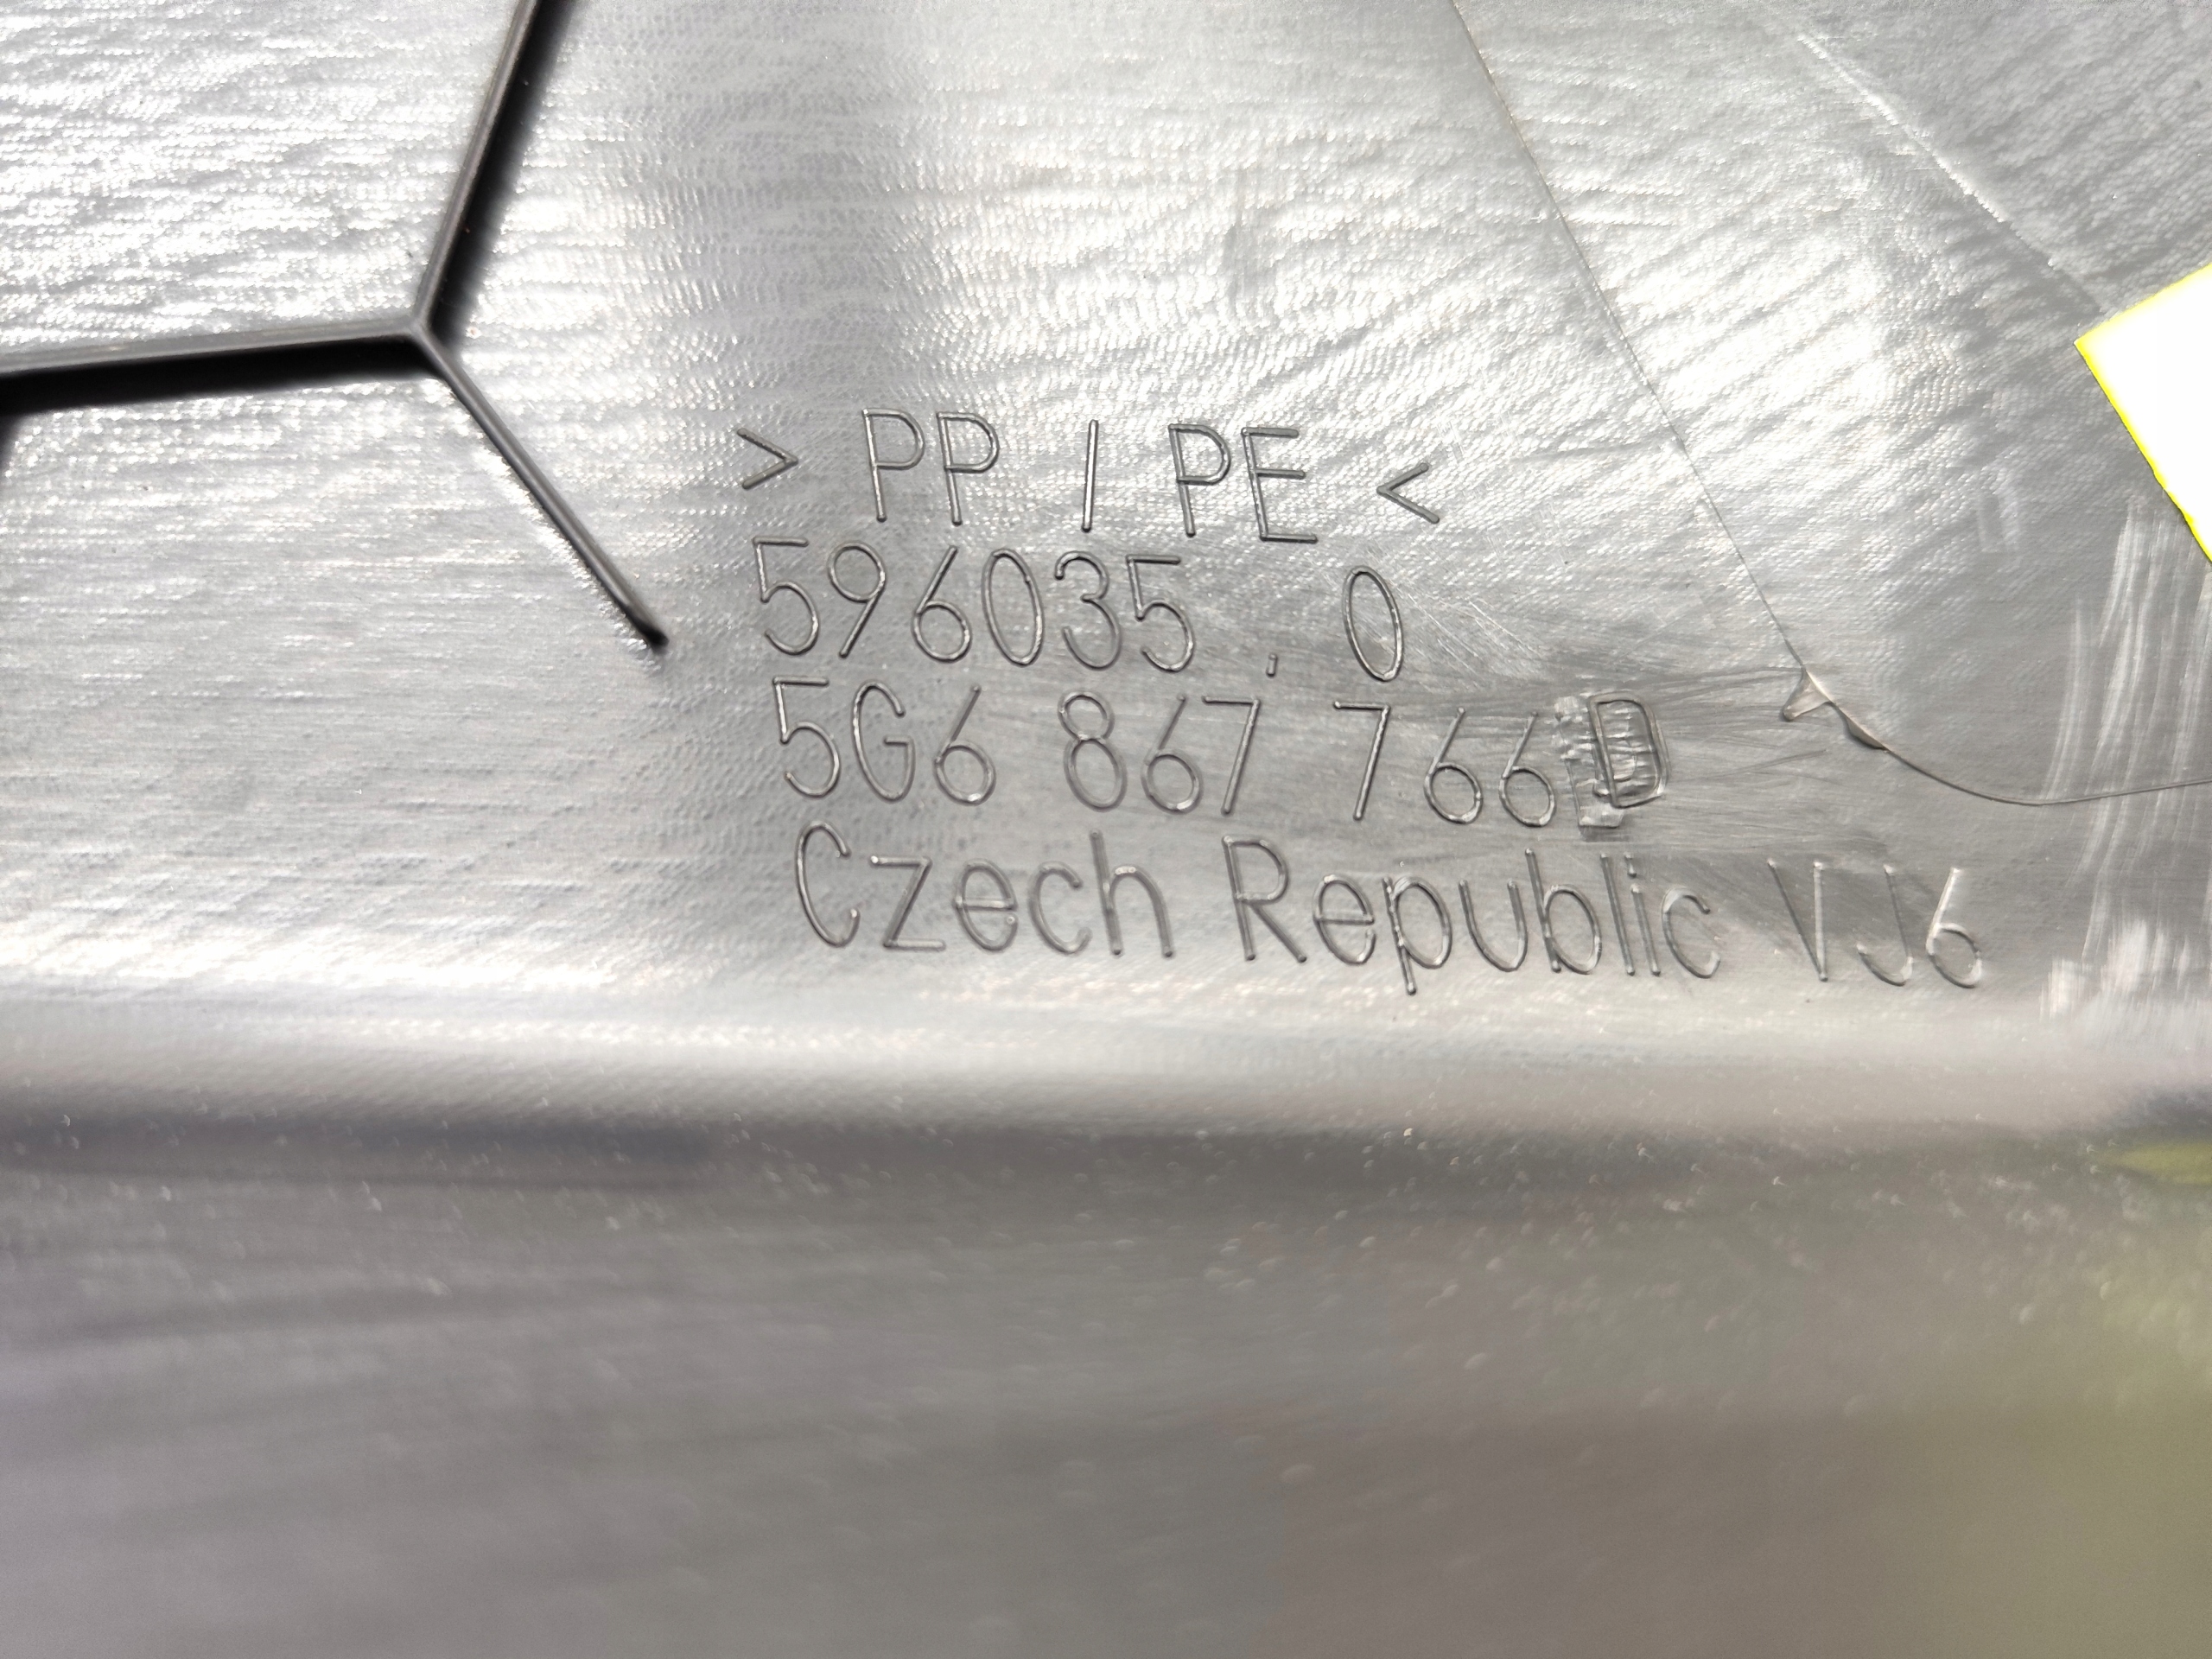 > PP / PE <
596035 . 0
5G6 867 766 D
Czech Republic VJ6